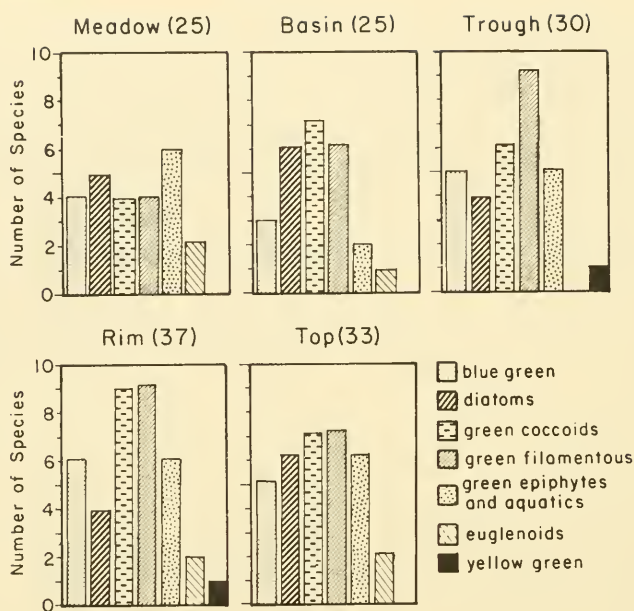 Meadow (25)
Basin (25)
Trough (30)
Number of Species
10
8
6
4
2
0
Rim (37)
Top (33)
Number of Species
10
8
6
4
2
0
blue green
diatoms
green coccoids
green filamentous
green epiphytes
and aquatics
euglenoids
yellow green